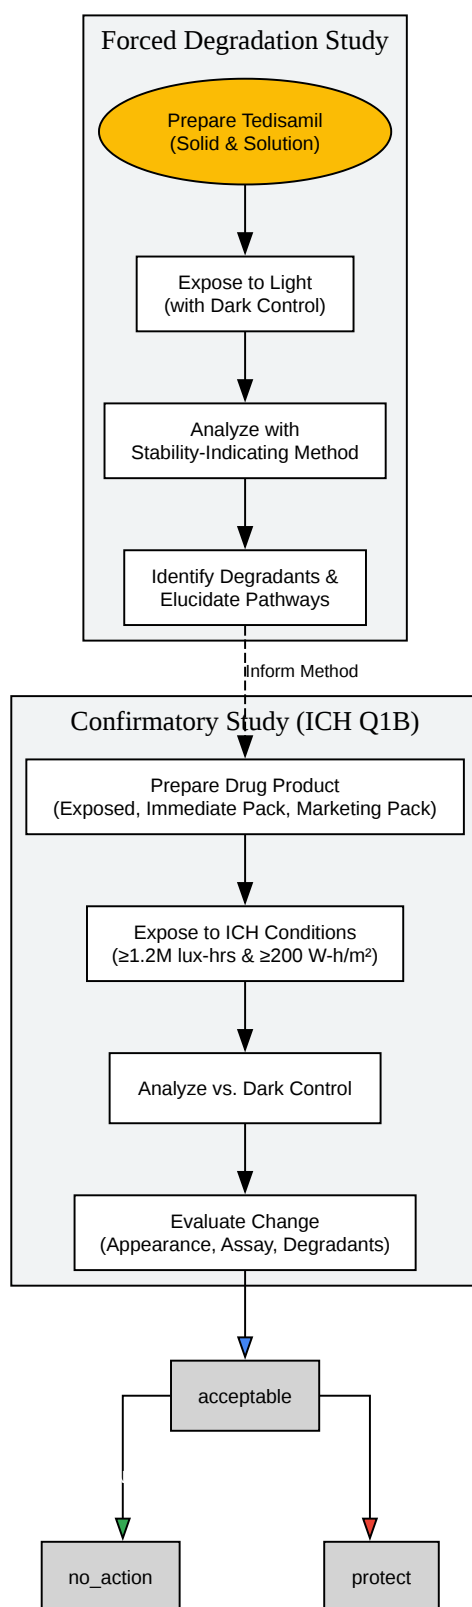 Forced Degradation Study
Prepare Tedisamil
(Solid & Solution)
Expose to Light
(with Dark Control)
Analyze with
Stability-Indicating Method
Identify Degradants &
Elucidate Pathways
Inform Method
Confirmatory Study (ICH Q1B)
Prepare Drug Product
(Exposed, Immediate Pack, Marketing Pack)
Expose to ICH Conditions
(≥1.2M lux-hrs & ≥200 W-h/m²)
Analyze vs. Dark Control
Evaluate Change
(Appearance, Assay, Degradants)
acceptable
no_action
protect